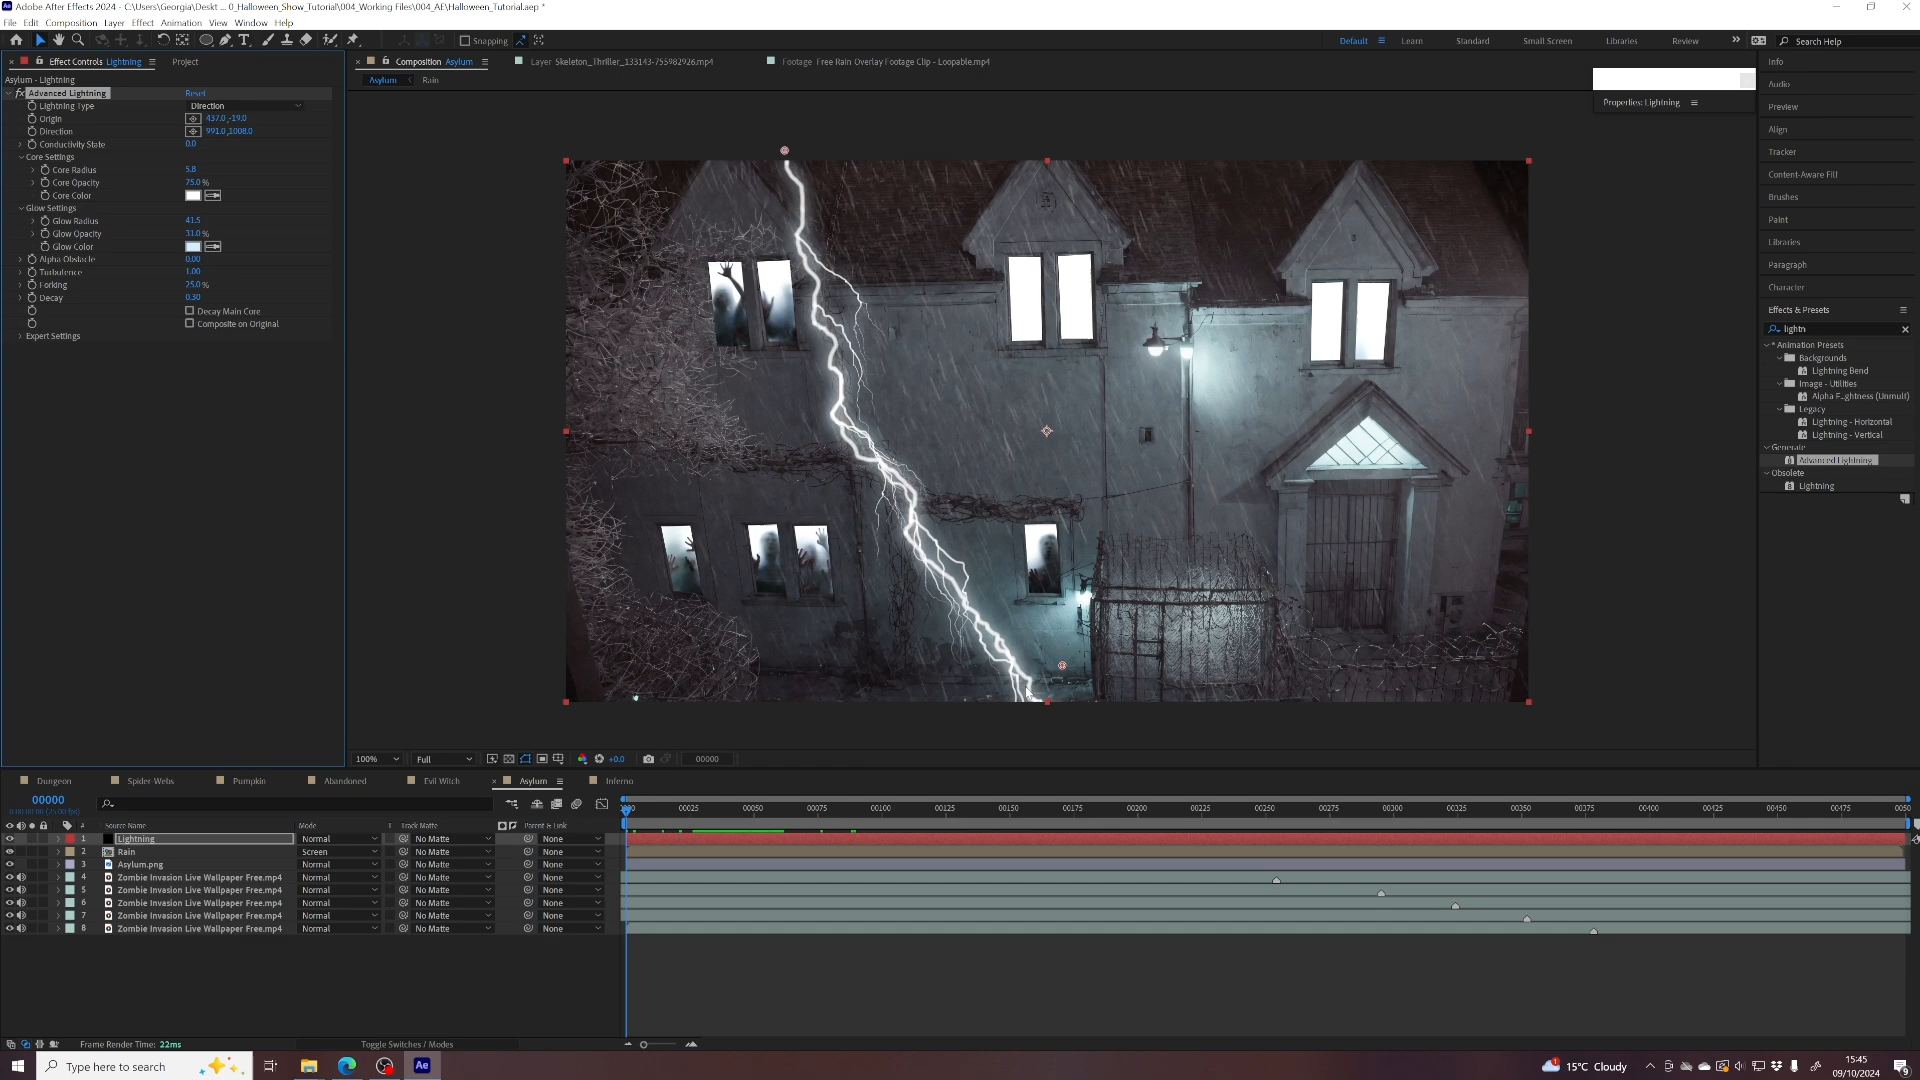 Adobe After Effects 2024 - C:\Users\Georgia\Deskt ... 0_Halloween_Show_Tutorial\004_Working Files\004_AE\Halloween_Tutorial.aep *
File Edit Composition Layer Effect Animation View Window Help
Snapping
Default Learn Standard Small Screen Libraries Review Search Help
Effect Controls Lightning Project
Asylum - Lightning
Advanced Lightning Reset
Lightning Type Direction
Origin 437.0,-19.0
Direction 991.0,1008.0
Conductivity State 0.0
Core Settings
Core Radius 5.8
Core Opacity 75.0 %
Core Color
Glow Settings
Glow Radius 41.5
Glow Opacity 31.0 %
Glow Color
Alpha Obstacle 0.00
Turbulence 1.00
Forking 25.0 %
Decay 0.30
Decay Main Core
Composite on Original
Expert Settings
Composition Asylum Layer Skeleton_Thriller_133143-755982926.mp4 Footage Free Rain Overlay Footage Clip - Loopable.mp4
Asylum Rain
Properties: Lightning
Info
Audio
Preview
Align
Tracker
Content-Aware Fill
Brushes
Paint
Libraries
Paragraph
Character
Effects & Presets
lightn
* Animation Presets
Backgrounds
Lightning Bend
Image - Utilities
Alpha F...ghtness (Unmult)
Legacy
Lightning - Horizontal
Lightning - Vertical
Generate
Advanced Lightning
Obsolete
Lightning
100% Full +0.0 00000
Dungeon Spider-Webs Pumpkin Abandoned Evil Witch Asylum Inferno
00000
00025 00050 00075 00100 00125 00150 00175 00200 00225 00250 00275 00300 00325 00350 00375 00400 00425 00450 00475
# Source Name Mode T Track Matte Parent & Link
1 Lightning Normal No Matte None
2 Rain Screen No Matte None
3 Asylum.png Normal No Matte None
4 Zombie Invasion Live Wallpaper Free.mp4 Normal No Matte None
5 Zombie Invasion Live Wallpaper Free.mp4 Normal No Matte None
6 Zombie Invasion Live Wallpaper Free.mp4 Normal No Matte None
7 Zombie Invasion Live Wallpaper Free.mp4 Normal No Matte None
8 Zombie Invasion Live Wallpaper Free.mp4 Normal No Matte None
Frame Render Time: 22ms Toggle Switches / Modes
Type here to search
15°C Cloudy
15:45
09/10/2024